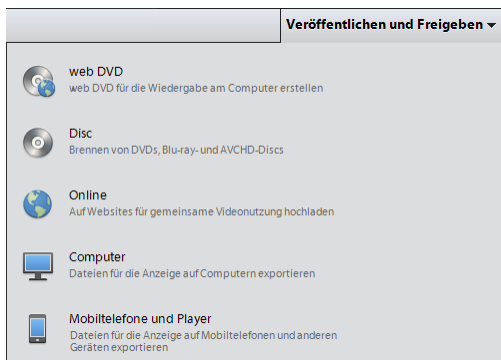 Veröffentlichen und Freigeben
web DVD
web DVD für die Wiedergabe am Computer erstellen
Disc
Brennen von DVDs, Blu-ray- und AVCHD-Discs
Online
Auf Websites für gemeinsame Videonutzung hochladen
Computer
Dateien für die Anzeige auf Computern exportieren
Mobiltelefone und Player
Dateien für die Anzeige auf Mobiltelefonen und anderen
Geräten exportieren